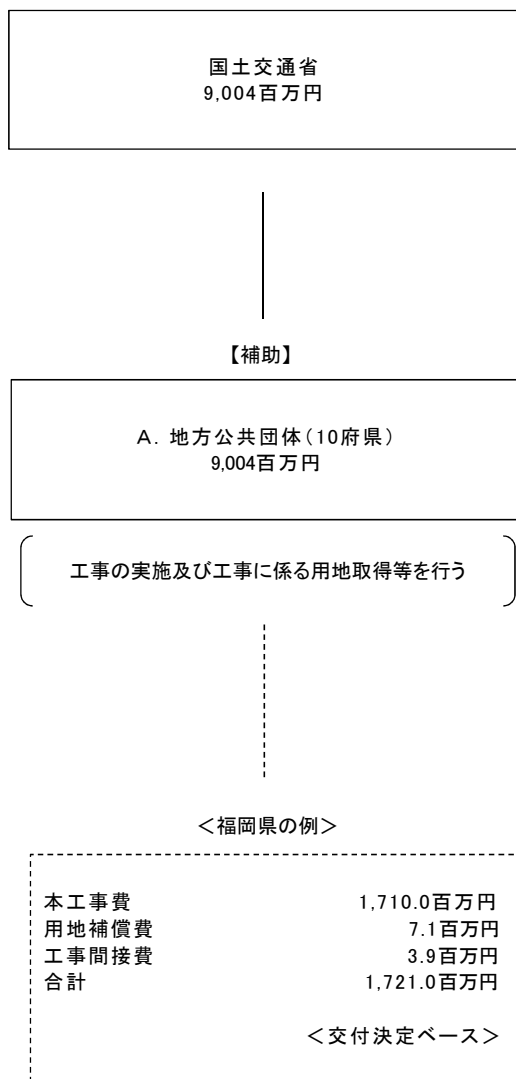 国土交通省
9,004百万円
【補助】
A. 地方公共団体(10府県)
9,004百万円
工事の実施及び工事に係る用地取得等を行う
<福岡県の例>
本工事費 1,710.0百万円
用地補償費 7.1百万円
工事間接費 3.9百万円
合計 1,721.0百万円
<交付決定ベース>